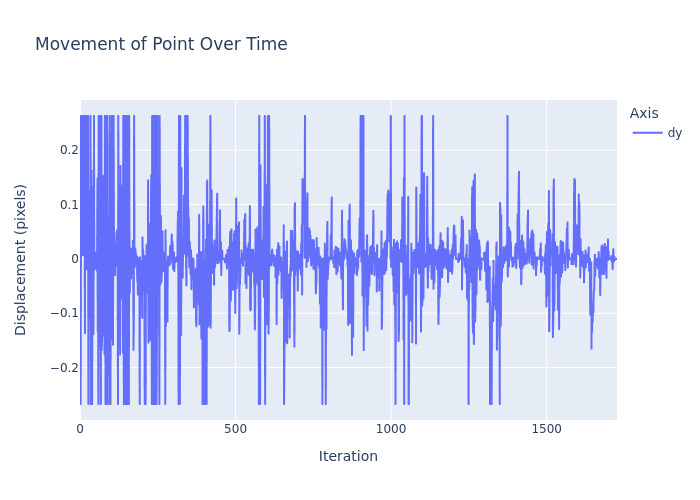 Movement of Point Over Time
Axis
dy
0.2
0.1
0
−0.1
−0.2
Displacement (pixels)
0
500
1000
1500
Iteration